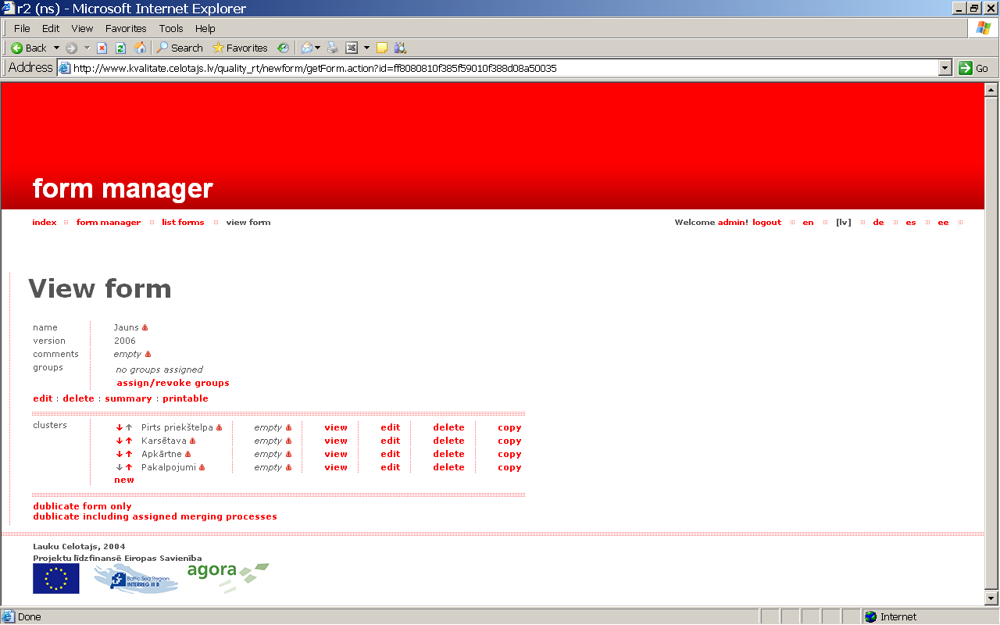 r2 (ns) - Microsoft Internet Explorer
File Edit View Favorites Tools Help
Back Search Favorites
Address http://www.kvalitate.celotajs.lv/quality_rt/newform/getForm.action?id=ff8080810f385f59010f388d08a50035 Go
form manager
index form manager list forms view form Welcome admin! logout en [lv] de es ee
View form
name Jauns
version 2006
comments empty
groups no groups assigned
assign/revoke groups
edit : delete : summary : printable
clusters Pirts priekštelpa empty view edit delete copy
Karsētava empty view edit delete copy
Apkārtne empty view edit delete copy
Pakalpojumi empty view edit delete copy
new
dublicate form only
dublicate including assigned merging processes
Lauku Celotajs, 2004
Projektu līdzfinansē Eiropas Savienība
agora
Baltic Sea Region
INTERREG III B
Done Internet